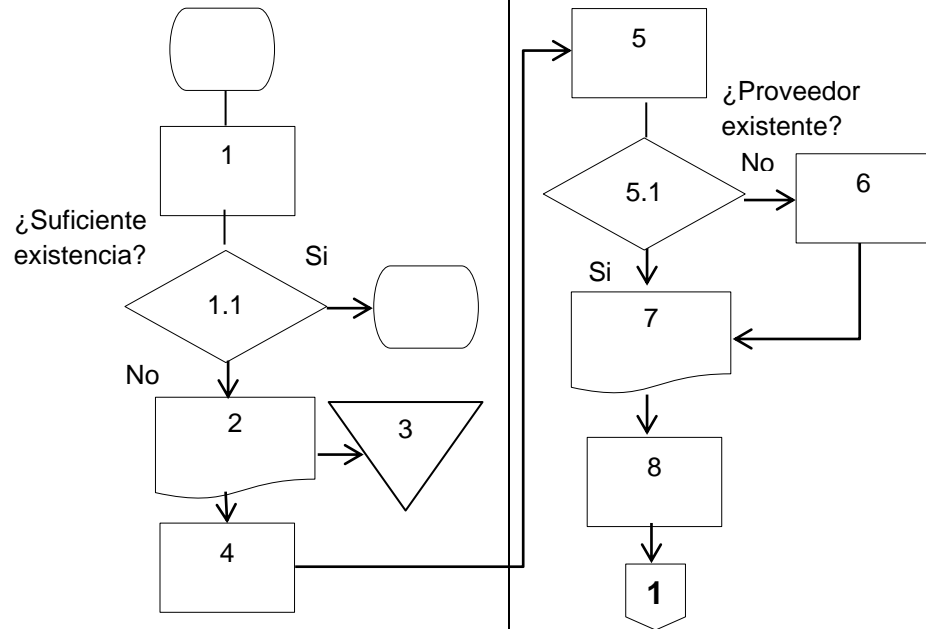 1
¿Suficiente
existencia?
Si
1.1
No
2
3
4
5
¿Proveedor
existente?
No
5.1
6
Si
7
8
1